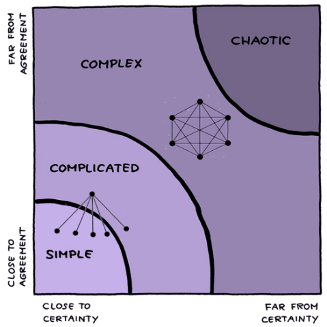 FAR FROM
AGREEMENT
CHAOTIC
COMPLEX
COMPLICATED
SIMPLE
CLOSE TO
AGREEMENT
CLOSE TO
CERTAINTY
FAR FROM
CERTAINTY